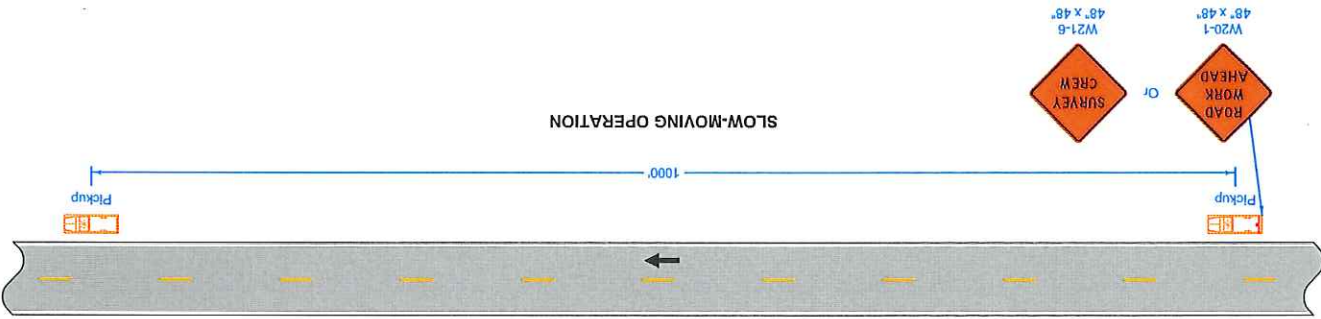 Pickup
Pickup
1000'
SLOW-MOVING OPERATION
ROAD
WORK
AHEAD
Or
SURVEY
CREW
W20-1
48" x 48"
W21-6
48" x 48"